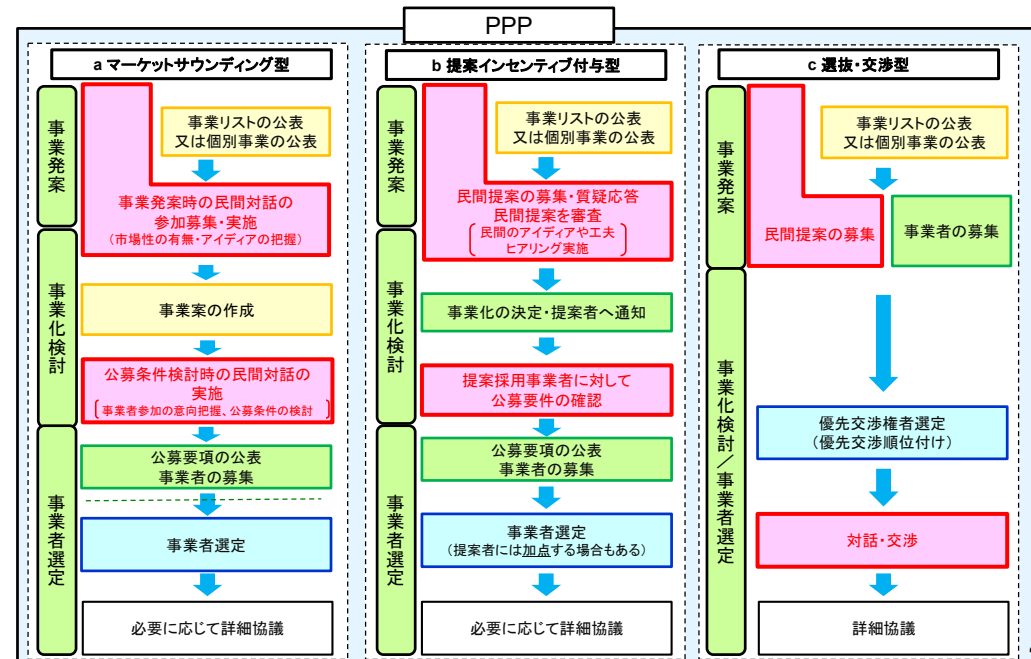 PPP
a マーケットサウンディング型
事業発案
事業リストの公表
又は個別事業の公表
事業発案時の民間対話の
参加募集・実施
(市場性の有無・アイディアの把握)
事業化検討
事業案の作成
公募条件検討時の民間対話の
実施
事業者参加の意向把握、公募条件の検討
事業者選定
公募要項の公表
事業者の募集
事業者選定
必要に応じて詳細協議
b 提案インセンティブ付与型
事業発案
事業リストの公表
又は個別事業の公表
民間提案の募集・質疑応答
民間提案を審査
民間のアイディアや工夫
ヒアリング実施
事業化検討
事業化の決定・提案者へ通知
提案採用事業者に対して
公募要件の確認
事業者選定
公募要項の公表
事業者の募集
事業者選定
(提案者には加点する場合もある)
必要に応じて詳細協議
c 選抜・交渉型
事業発案
事業リストの公表
又は個別事業の公表
民間提案の募集
事業者の募集
事業化検討／事業者選定
優先交渉権者選定
(優先交渉順位付け)
対話・交渉
詳細協議